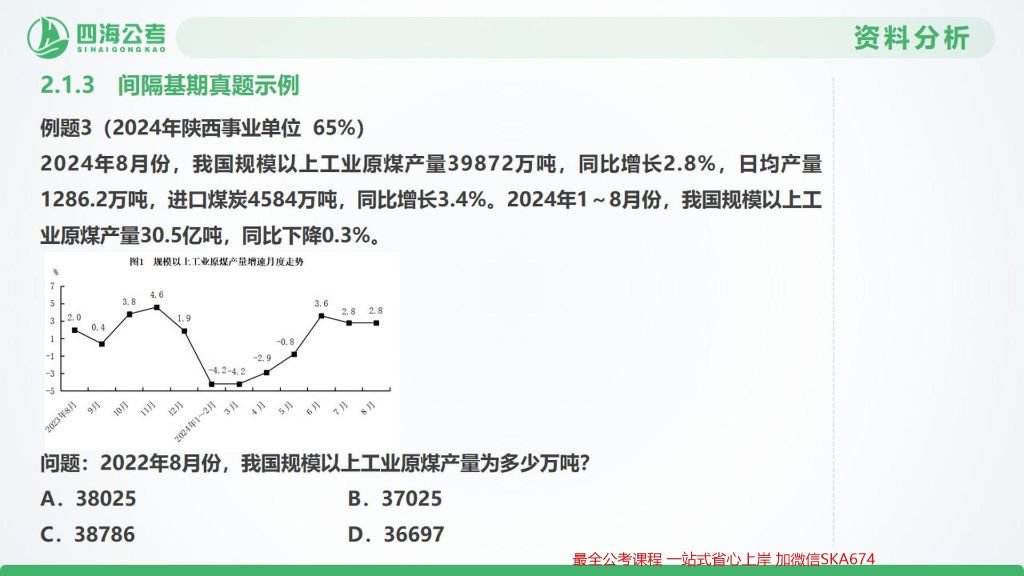 四海公考
SIHAIGONGKAO
资料分析
2.1.3 间隔基期真题示例
例题3（2024年陕西事业单位 65%）
2024年8月份，我国规模以上工业原煤产量39872万吨，同比增长2.8%，日均产量
1286.2万吨，进口煤炭4584万吨，同比增长3.4%。2024年1～8月份，我国规模以上工
业原煤产量30.5亿吨，同比下降0.3%。
图1 规模以上工业原煤产量增速月度走势
%
7
5
3
1
-1
-3
-5
2.0
0.4
3.8
4.6
1.9
-4.2
-4.2
-2.9
-0.8
3.6
2.8
2.8
2023年8月
9月
10月
11月
12月
2024年1～2月
3月
4月
5月
6月
7月
8月
问题：2022年8月份，我国规模以上工业原煤产量为多少万吨？
A．38025
B．37025
C．38786
D．36697
最全公考课程 一站式省心上岸 加微信SKA674